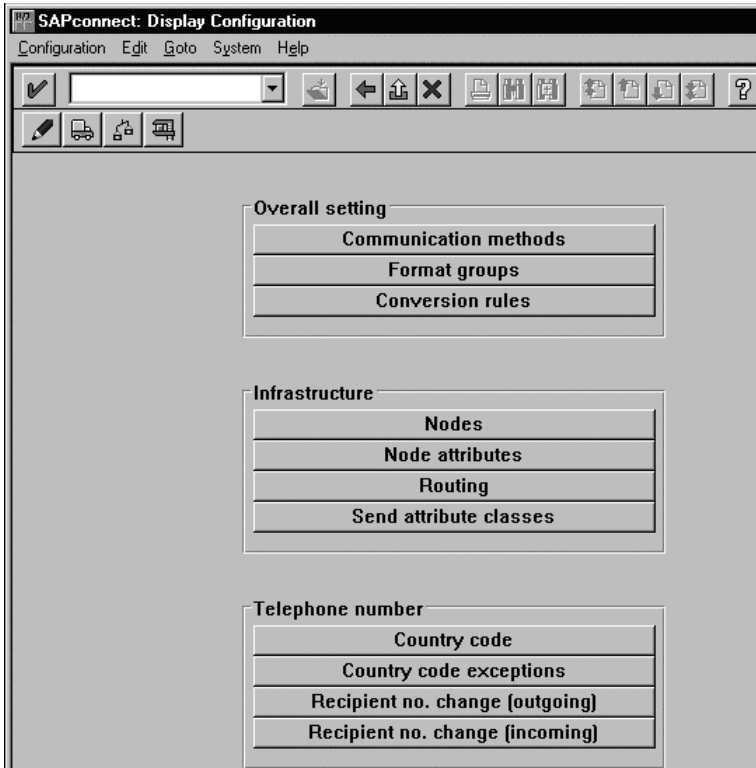 SAPconnect: Display Configuration
Configuration Edit Goto System Help
Overall setting
Communication methods
Format groups
Conversion rules
Infrastructure
Nodes
Node attributes
Routing
Send attribute classes
Telephone number
Country code
Country code exceptions
Recipient no. change (outgoing)
Recipient no. change (incoming)